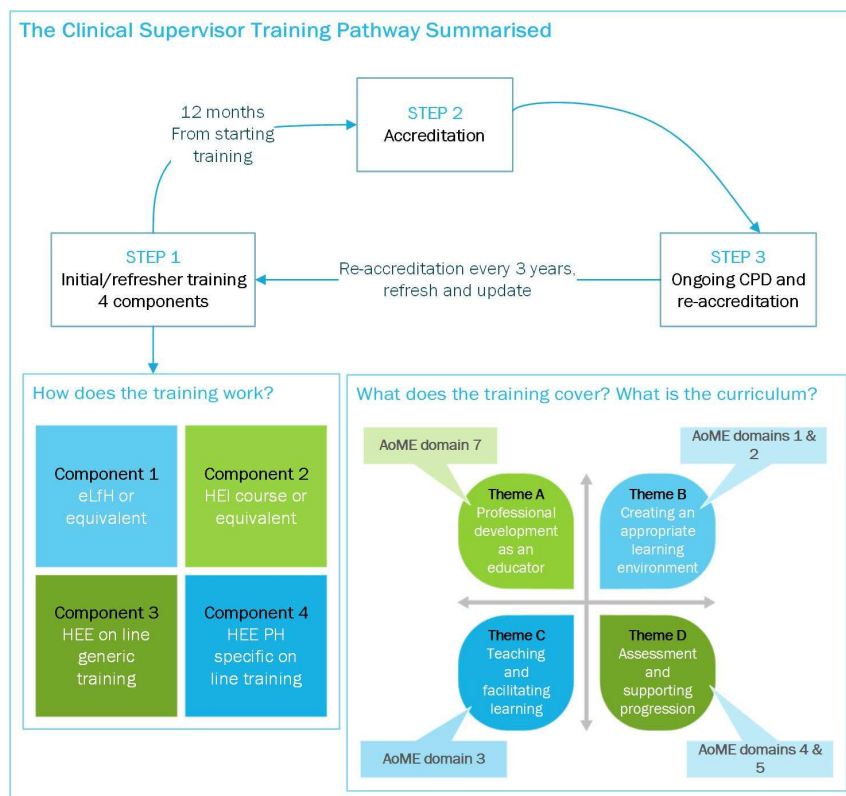 The Clinical Supervisor Training Pathway Summarised
12 months
From starting
training
STEP 2
Accreditation
STEP 1
Initial/refresher training
4 components
Re-accreditation every 3 years,
refresh and update
STEP 3
Ongoing CPD and
re-accreditation
How does the training work?
Component 1
eLfH or
equivalent
Component 2
HEI course or
equivalent
Component 3
HEE on line
generic
training
Component 4
HEE PH
specific on
line training
What does the training cover? What is the curriculum?
AoME domain 7
AoME domains 1 &
2
Theme A
Professional
development
as an
educator
Theme B
Creating an
appropriate
learning
environment
Theme C
Teaching
and
facilitating
learning
Theme D
Assessment
and
supporting
progression
AoME domain 3
AoME domains 4 &
5